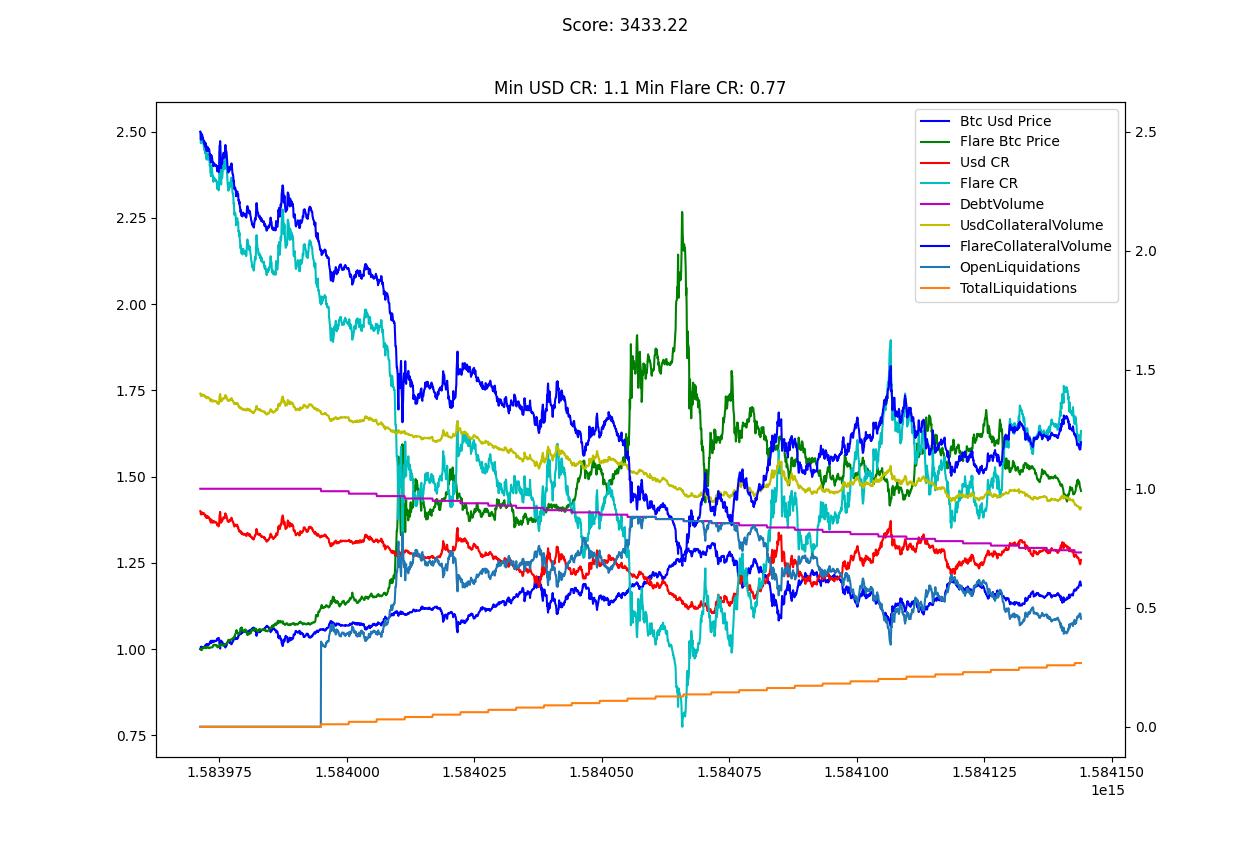 Score: 3433.22
Min USD CR: 1.1 Min Flare CR: 0.77
Btc Usd Price
Flare Btc Price
Usd CR
Flare CR
DebtVolume
UsdCollateralVolume
FlareCollateralVolume
OpenLiquidations
TotalLiquidations
2.50
2.25
2.00
1.75
1.50
1.25
1.00
0.75
2.5
2.0
1.5
1.0
0.5
0.0
1.583975 1.584000 1.584025 1.584050 1.584075 1.584100 1.584125 1.584150
1e15